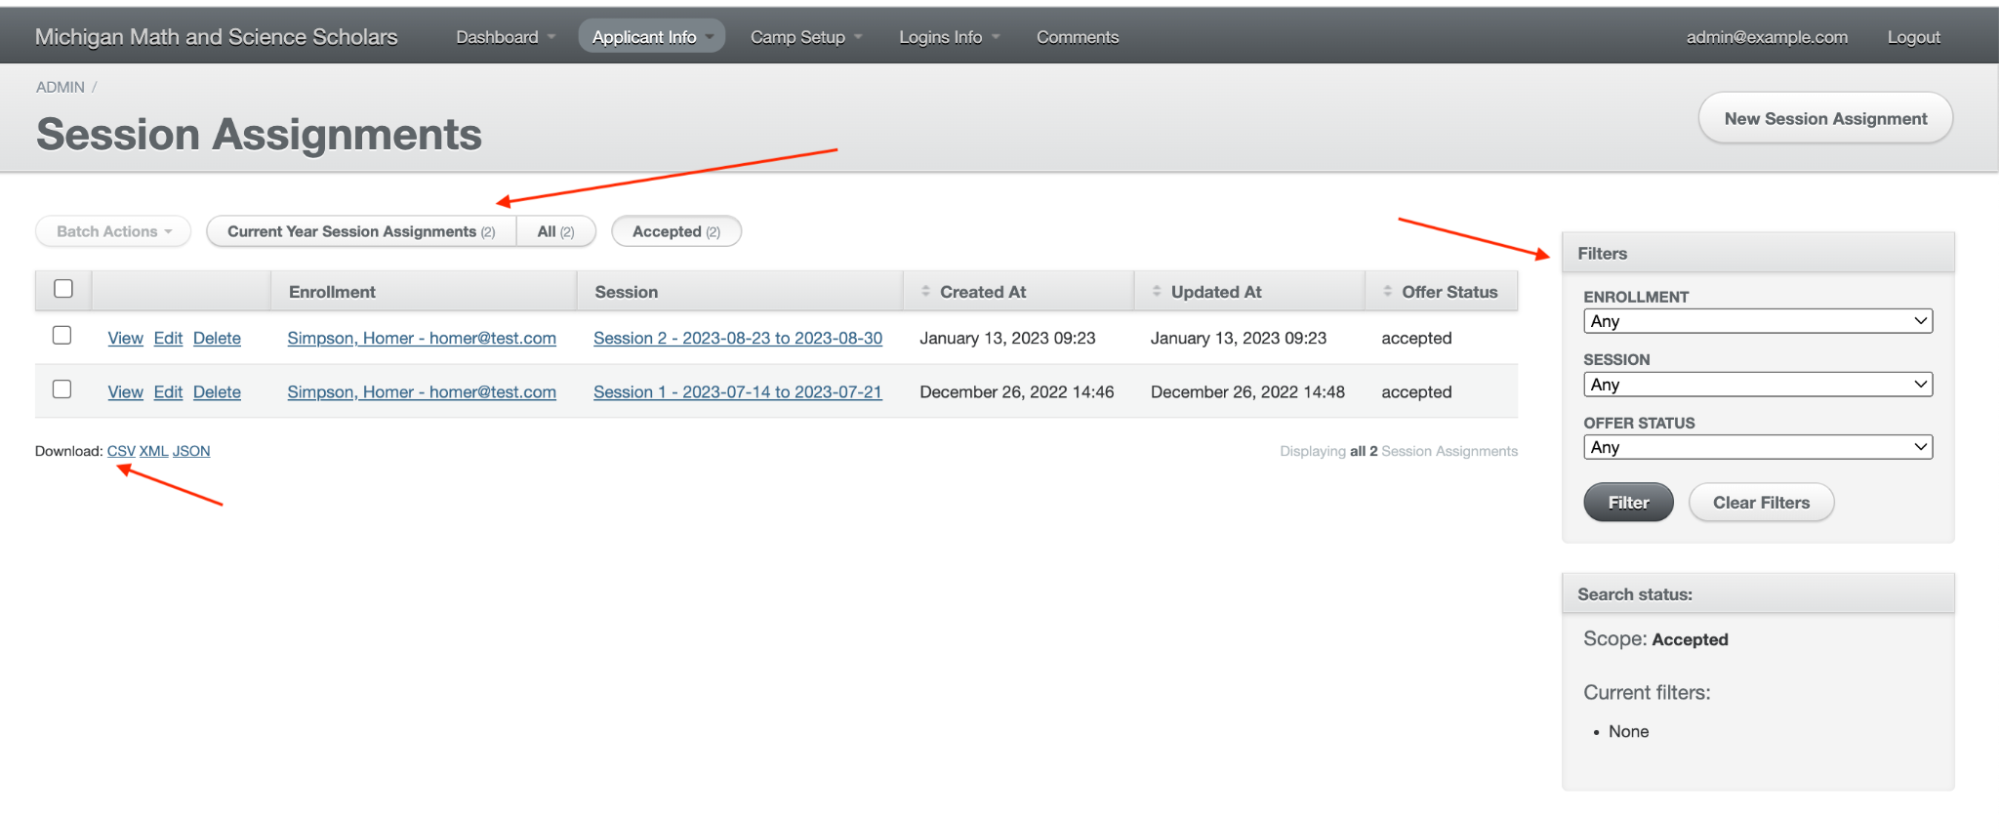 Michigan Math and Science Scholars Dashboard Applicant Info Camp Setup Logins Info Comments admin@example.com Logout
ADMIN /
Session Assignments
New Session Assignment
Batch Actions Current Year Session Assignments (2) All (2) Accepted (2)
Enrollment Session Created At Updated At Offer Status
View Edit Delete Simpson, Homer - homer@test.com Session 2 - 2023-08-23 to 2023-08-30 January 13, 2023 09:23 January 13, 2023 09:23 accepted
View Edit Delete Simpson, Homer - homer@test.com Session 1 - 2023-07-14 to 2023-07-21 December 26, 2022 14:46 December 26, 2022 14:48 accepted
Download: CSV XML JSON
Displaying all 2 Session Assignments
Filters
ENROLLMENT
Any
SESSION
Any
OFFER STATUS
Any
Filter Clear Filters
Search status:
Scope: Accepted
Current filters:
• None